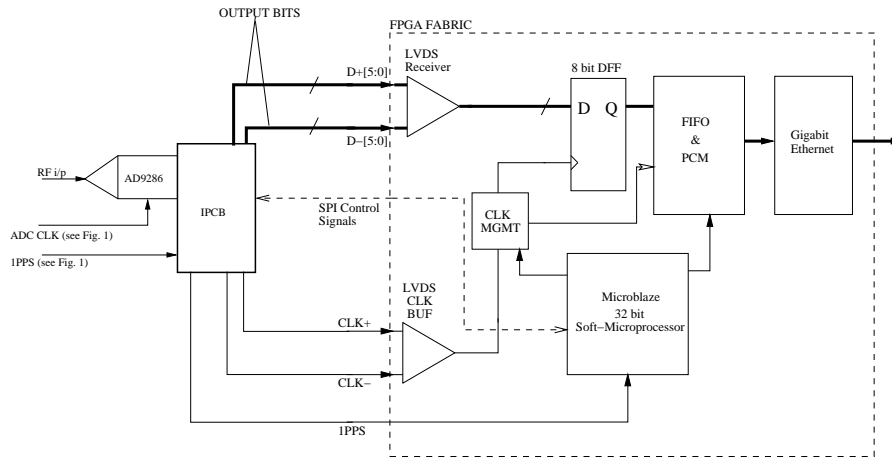 OUTPUT BITS
FPGA FABRIC
LVDS
Receiver
8 bit DFF
D+[5:0]
D−[5:0]
D Q
FIFO
&
PCM
Gigabit
Ethernet
RF i/p
AD9286
IPCB
SPI Control
Signals
CLK
MGMT
ADC CLK (see Fig. 1)
1PPS (see Fig. 1)
LVDS
CLK
BUF
Microblaze
32 bit
Soft−Microprocessor
CLK+
CLK−
1PPS